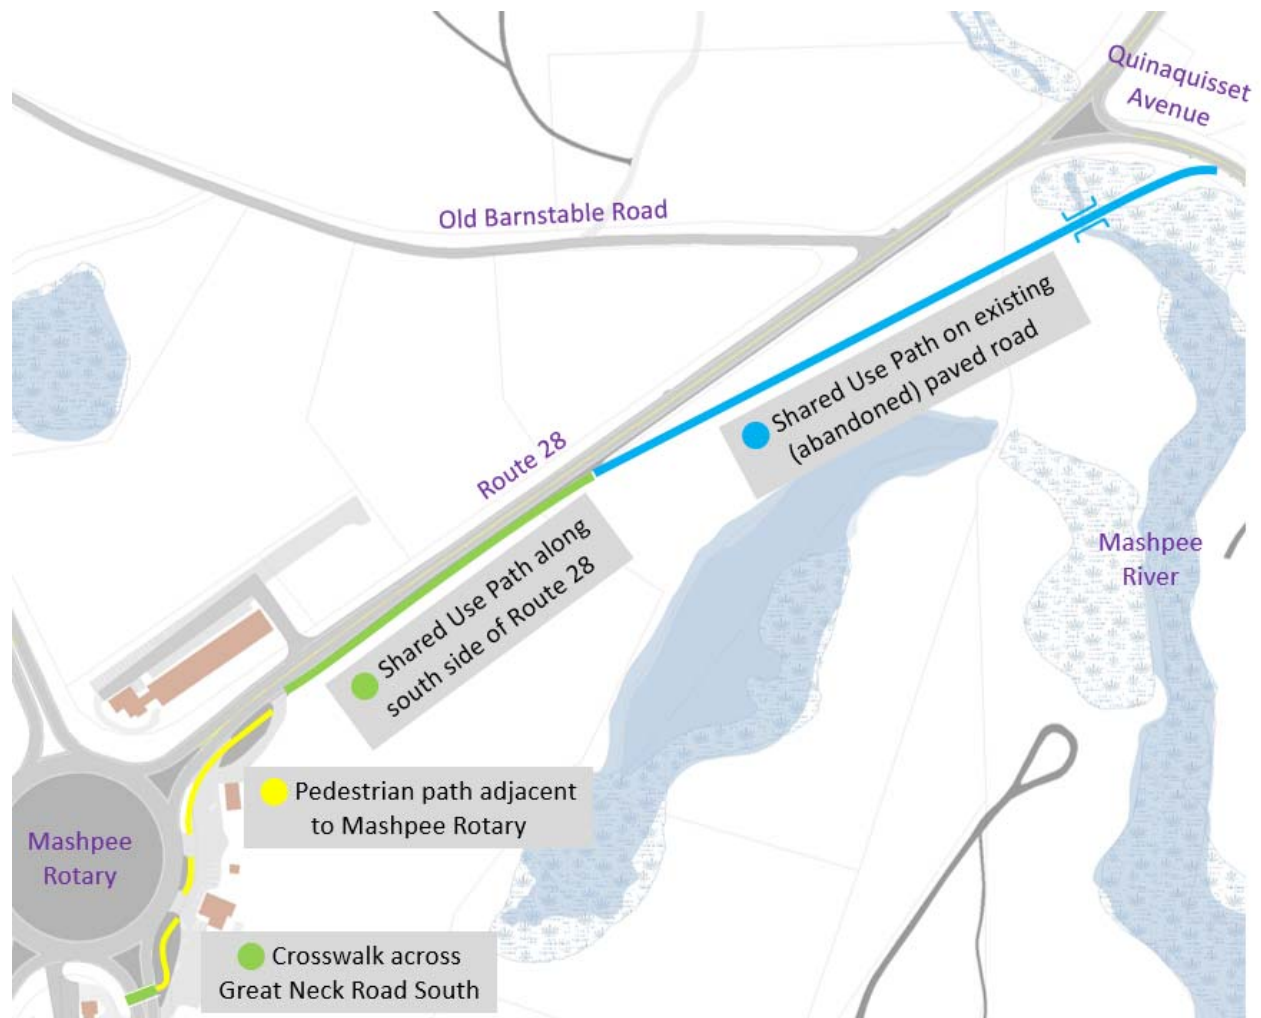 Quinaquisset
Avenue
Old Barnstable Road
Shared Use Path on existing
(abandoned) paved road
Route 28
Shared Use Path along
south side of Route 28
Mashpee
River
Pedestrian path adjacent
to Mashpee Rotary
Mashpee
Rotary
Crosswalk across
Great Neck Road South